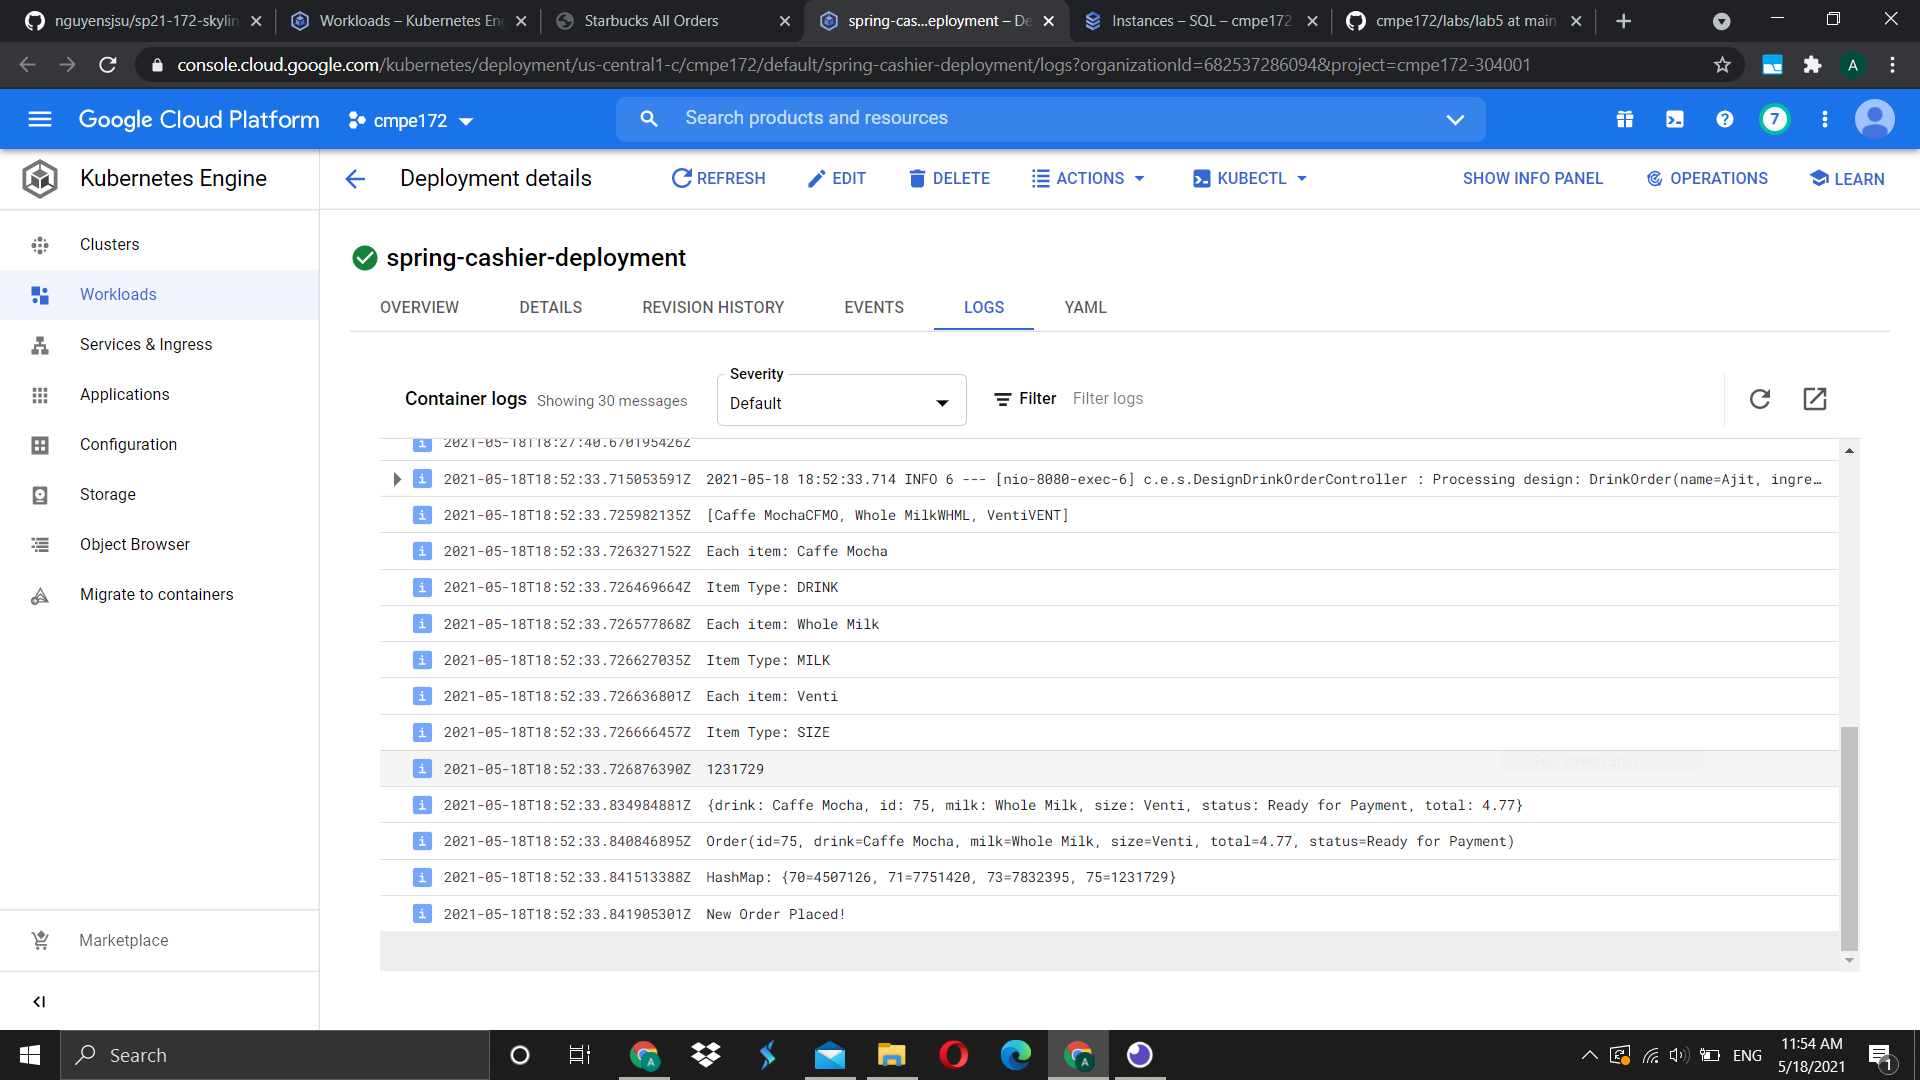 nguyensjsu/sp21-172-skylin
Workloads – Kubernetes En
Starbucks All Orders
spring-cas...eployment – De
Instances – SQL – cmpe172
cmpe172/labs/lab5 at main
console.cloud.google.com/kubernetes/deployment/us-central1-c/cmpe172/default/spring-cashier-deployment/logs?organizationId=682537286094&project=cmpe172-304001
A
Google Cloud Platform
cmpe172
Search products and resources
7
Kubernetes Engine
Deployment details
REFRESH
EDIT
DELETE
ACTIONS
KUBECTL
SHOW INFO PANEL
OPERATIONS
LEARN
Clusters
Workloads
Services & Ingress
Applications
Configuration
Storage
Object Browser
Migrate to containers
Marketplace
spring-cashier-deployment
OVERVIEW
DETAILS
REVISION HISTORY
EVENTS
LOGS
YAML
Container logs
Showing 30 messages
Severity
Default
Filter
Filter logs
i 2021-05-18T18:27:40.670195426Z
i 2021-05-18T18:52:33.715053591Z 2021-05-18 18:52:33.714 INFO 6 --- [nio-8080-exec-6] c.e.s.DesignDrinkOrderController : Processing design: DrinkOrder(name=Ajit, ingre…
i 2021-05-18T18:52:33.725982135Z [Caffe MochaCFMO, Whole MilkWHML, VentiVENT]
i 2021-05-18T18:52:33.726327152Z Each item: Caffe Mocha
i 2021-05-18T18:52:33.726469664Z Item Type: DRINK
i 2021-05-18T18:52:33.726577868Z Each item: Whole Milk
i 2021-05-18T18:52:33.726627035Z Item Type: MILK
i 2021-05-18T18:52:33.726636801Z Each item: Venti
i 2021-05-18T18:52:33.726666457Z Item Type: SIZE
i 2021-05-18T18:52:33.726876390Z 1231729
Full-screen Snip
i 2021-05-18T18:52:33.834984881Z {drink: Caffe Mocha, id: 75, milk: Whole Milk, size: Venti, status: Ready for Payment, total: 4.77}
i 2021-05-18T18:52:33.840846895Z Order(id=75, drink=Caffe Mocha, milk=Whole Milk, size=Venti, total=4.77, status=Ready for Payment)
i 2021-05-18T18:52:33.841513388Z HashMap: {70=4507126, 71=7751420, 73=7832395, 75=1231729}
i 2021-05-18T18:52:33.841905301Z New Order Placed!
Search
A
A
ENG
11:54 AM
5/18/2021
1